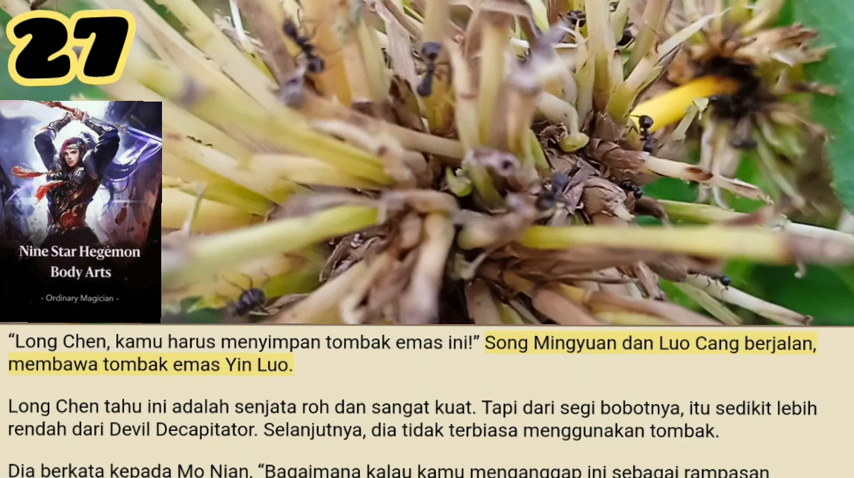 27
Nine Star Hegemon
Body Arts
- Ordinary Magician -
“Long Chen, kamu harus menyimpan tombak emas ini!” Song Mingyuan dan Luo Cang berjalan,
membawa tombak emas Yin Luo.
Long Chen tahu ini adalah senjata roh dan sangat kuat. Tapi dari segi bobotnya, itu sedikit lebih
rendah dari Devil Decapitator. Selanjutnya, dia tidak terbiasa menggunakan tombak.
Dia berkata kepada Mo Nian, “Bagaimana kalau kamu menganggap ini sebagai rampasan